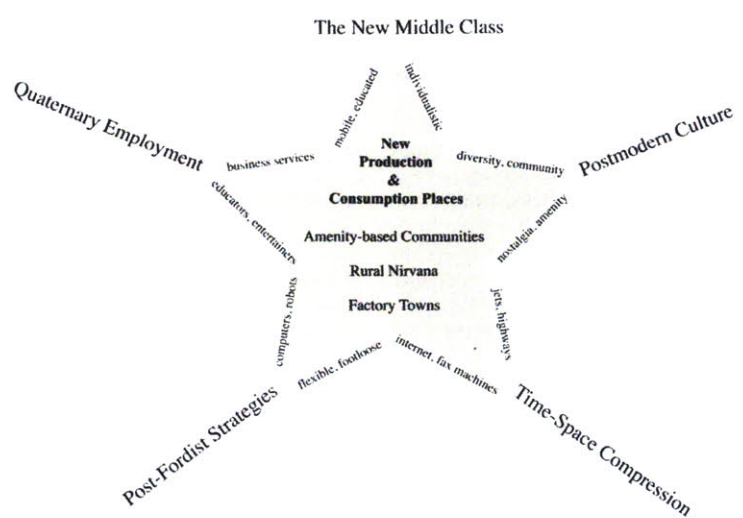 The New Middle Class
mobile, educated
individualistic
Quaternary Employment
Postmodern Culture
business services
diversity, community
New
Production
&
Consumption Places
educators, entertainers
nostalgia, amenity
Amenity-based Communities
Rural Nirvana
Factory Towns
computers, robots
jets, highways
flexible, footloose
internet, fax machines
Post-Fordist Strategies
Time-Space Compression